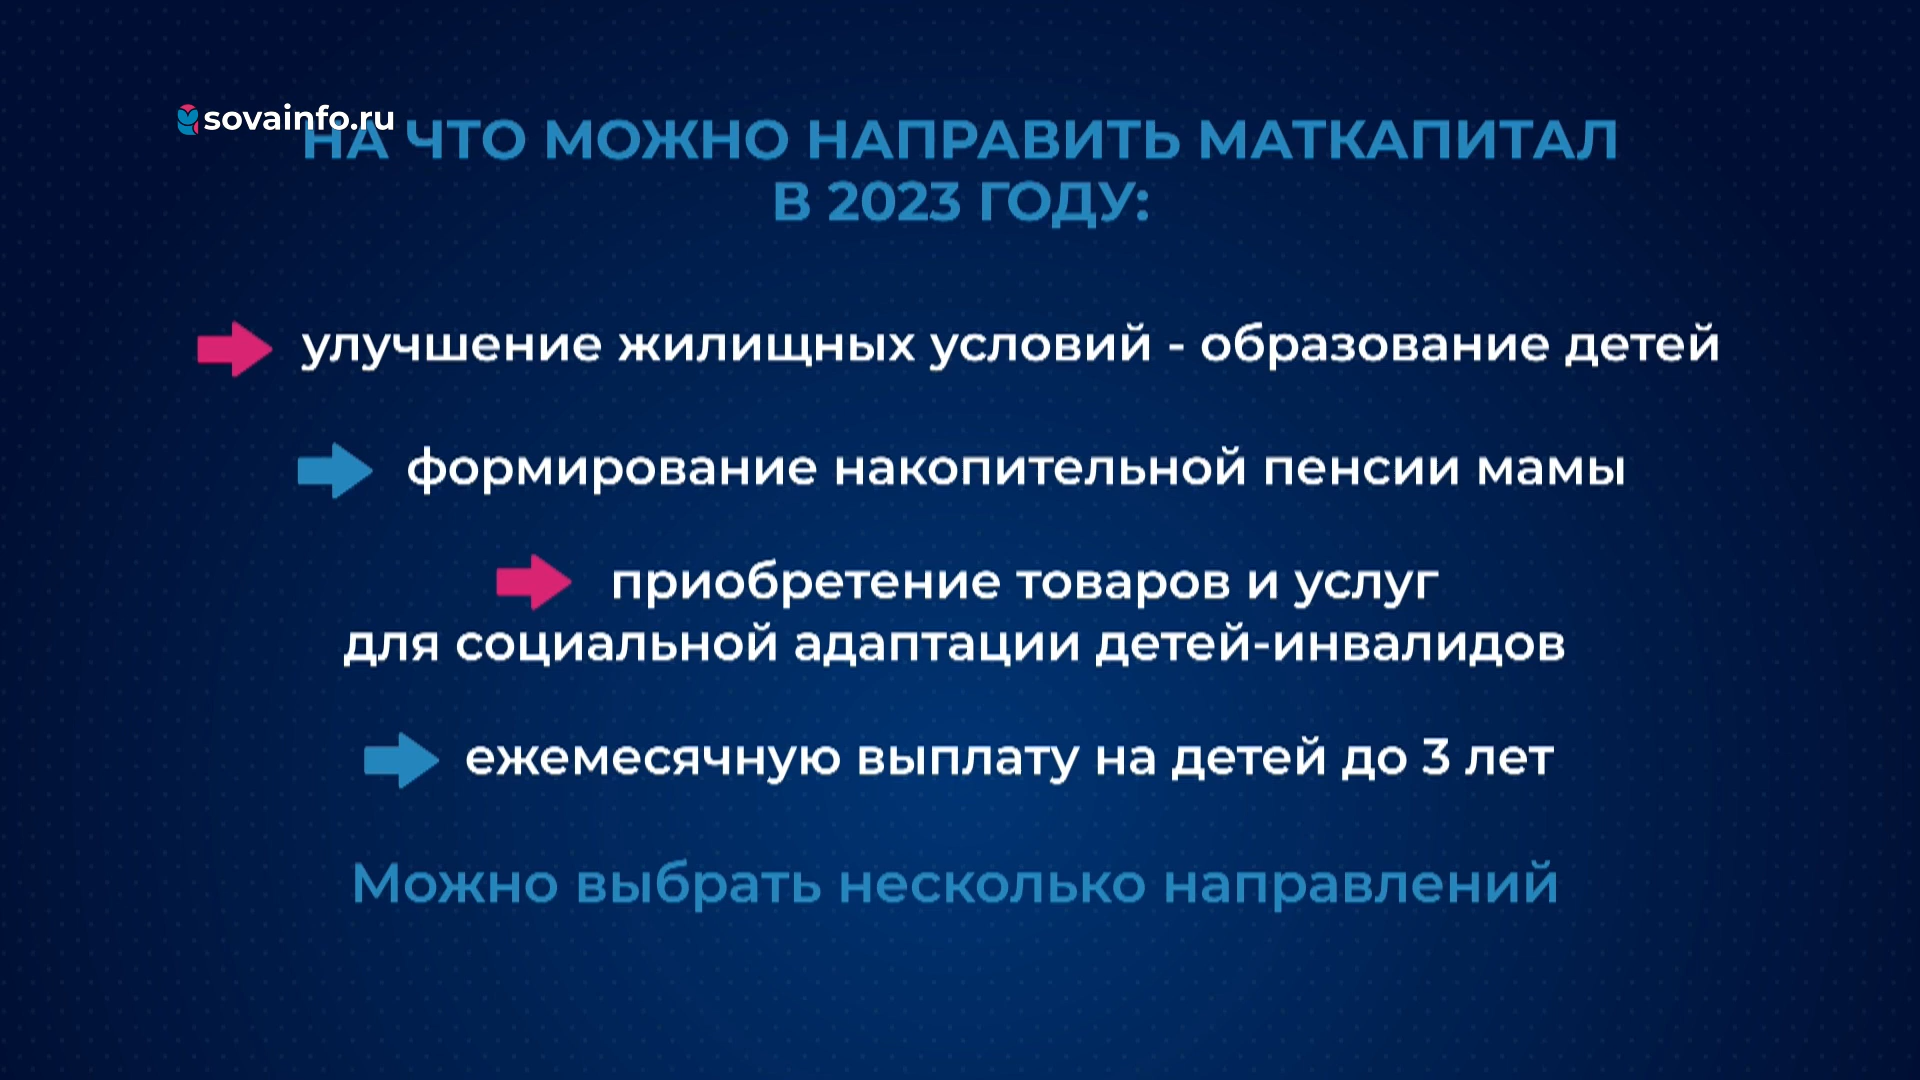 sovainfo.ru
НА ЧТО МОЖНО НАПРАВИТЬ МАТКАПИТАЛ
В 2023 ГОДУ:
улучшение жилищных условий - образование детей
формирование накопительной пенсии мамы
приобретение товаров и услуг
для социальной адаптации детей-инвалидов
ежемесячную выплату на детей до 3 лет
Можно выбрать несколько направлений